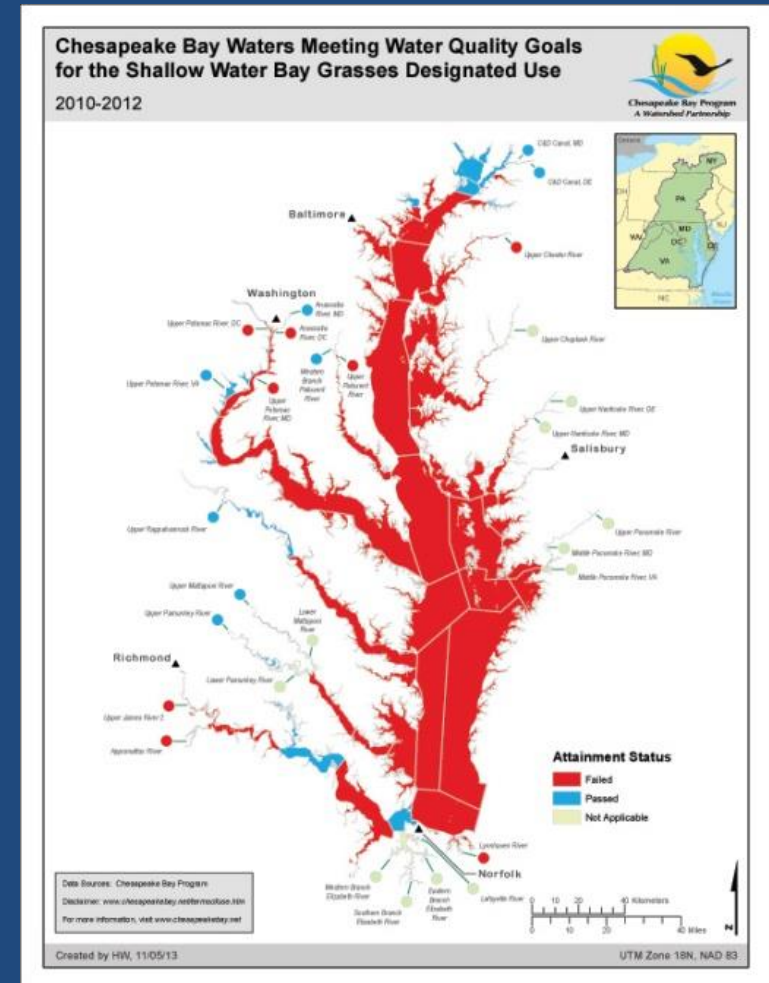 Chesapeake Bay Waters Meeting Water Quality Goals
for the Shallow Water Bay Grasses Designated Use
2010-2012
Chesapeake Bay Program
A Watershed Partnership
C&D Canal, MD
C&D Canal, DE
NY
PA
OH
NJ
MD
WV
DC
DE
VA
NC
Baltimore
Upper Chester River
Washington
Anacostia
River, MD
Upper Potomac River, DC
Anacostia
River, DC
Western
Branch
Patuxent
River
Upper
Patuxent
River
Upper Choptank River
Upper Potomac River, VA
Upper
Potomac
River, MD
Upper Nanticoke River, DE
Upper Nanticoke River, MD
Salisbury
Upper Rappahannock River
Upper Pocomoke River
Middle Pocomoke River, MD
Middle Pocomoke River, VA
Upper Mattaponi River
Upper Pamunkey River
Lower
Mattaponi
River
Richmond
Lower Pamunkey River
Upper James River
Appomattox River
Attainment Status
Failed
Passed
Not Applicable
Lynnhaven River
Norfolk
Western Branch
Elizabeth River
Southern Branch
Elizabeth River
Eastern
Branch
Elizabeth
River
Lafayette River
Data Sources: Chesapeake Bay Program
Disclaimer: www.chesapeakebay.net/termsofuse.htm
For more information, visit www.chesapeakebay.net
10 0 10 20 40 Kilometers
10 0 10 20 40 Miles
N
Created by HW, 11/05/13
UTM Zone 18N, NAD 83